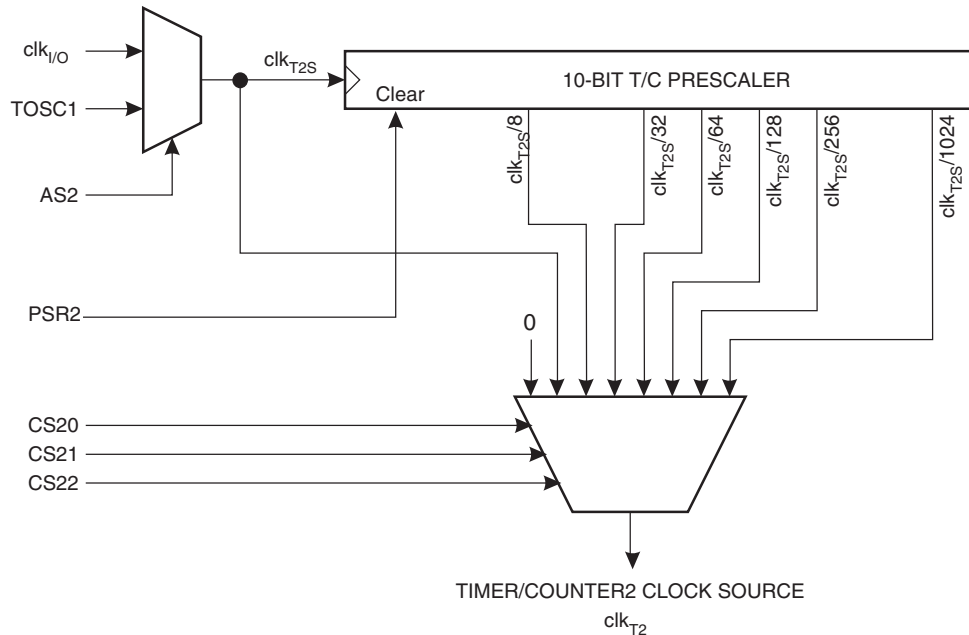 clkI/O
TOSC1
AS2
PSR2
clkT2S
10-BIT T/C PRESCALER
Clear
clkT2S/8
clkT2S/32
clkT2S/64
clkT2S/128
clkT2S/256
clkT2S/1024
0
CS20
CS21
CS22
TIMER/COUNTER2 CLOCK SOURCE
clkT2